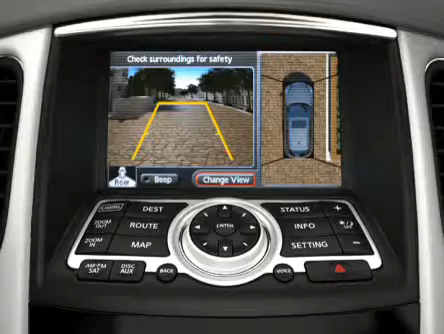 Check surroundings for safety
Rear
Beep
Change View
CAMERA
DEST
STATUS
+
ZOOM OUT
ROUTE
ENTER
INFO
ZOOM IN
MAP
SETTING
−
AM·FM SAT
DISC AUX
BACK
VOICE